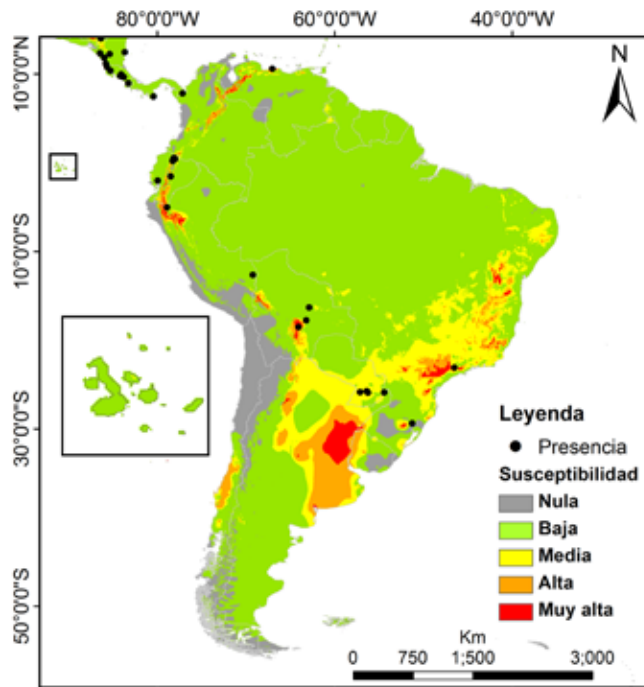 80°0'0"W 60°0'0"W 40°0'0"W
10°0'0"N
10°0'0"S
30°0'0"S
50°0'0"S
N
Leyenda
Presencia
Susceptibilidad
Nula
Baja
Media
Alta
Muy alta
Km
0 750 1:500 3;000